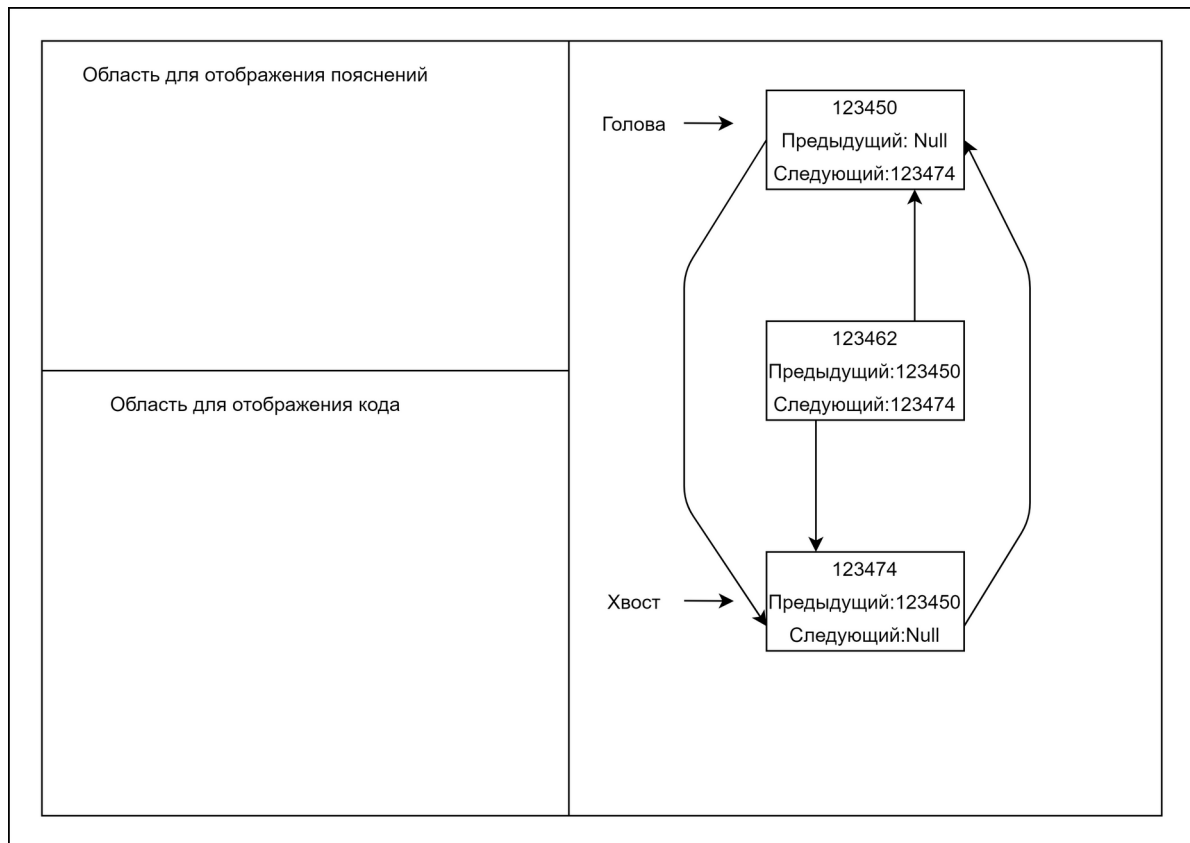 Область для отображения пояснений
Область для отображения кода
Голова
123450
Предыдущий: Null
Следующий:123474
123462
Предыдущий:123450
Следующий:123474
Хвост
123474
Предыдущий:123450
Следующий:Null